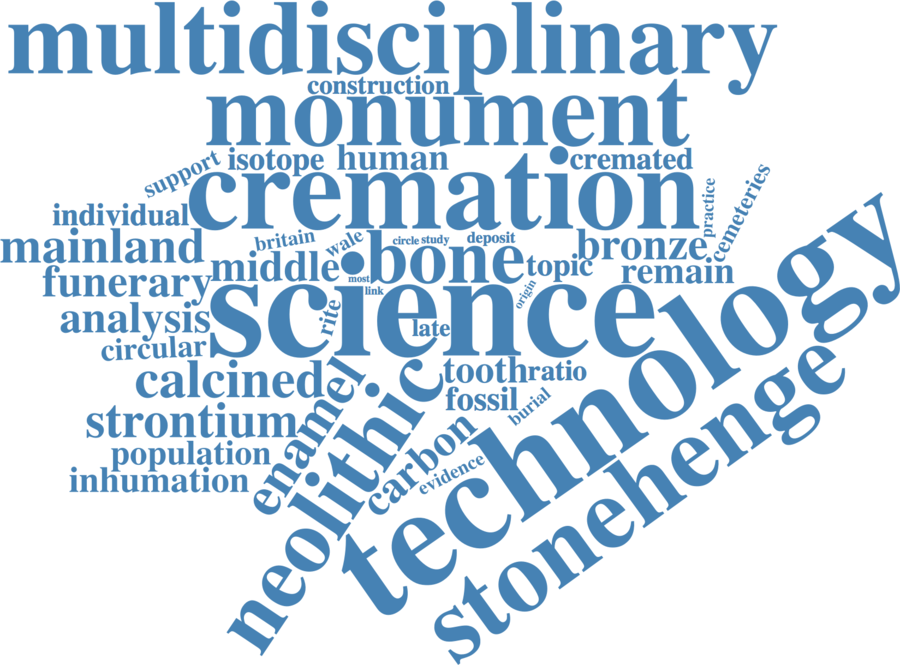 multidisciplinary
construction
monument
support
isotope
human
cremated
cremation
practice
cemeteries
individual
mainland
britain
wale
circle
study
deposit
bronze
funerary
middle
most
link
bone
topic
remain
origin
analysis
science
rite
late
circular
technology
calcined
tooth
ratio
fossil
burial
strontium
enamel
neolithic
carbon
evidence
stonehenge
population
inhumation